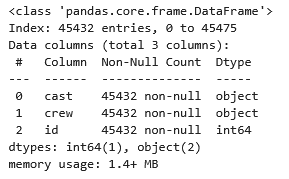 <class 'pandas.core.frame.DataFrame'>
Index: 45432 entries, 0 to 45475
Data columns (total 3 columns):
 #   Column  Non-Null Count  Dtype
---  ------  --------------  -----
 0   cast    45432 non-null  object
 1   crew    45432 non-null  object
 2   id      45432 non-null  int64
dtypes: int64(1), object(2)
memory usage: 1.4+ MB